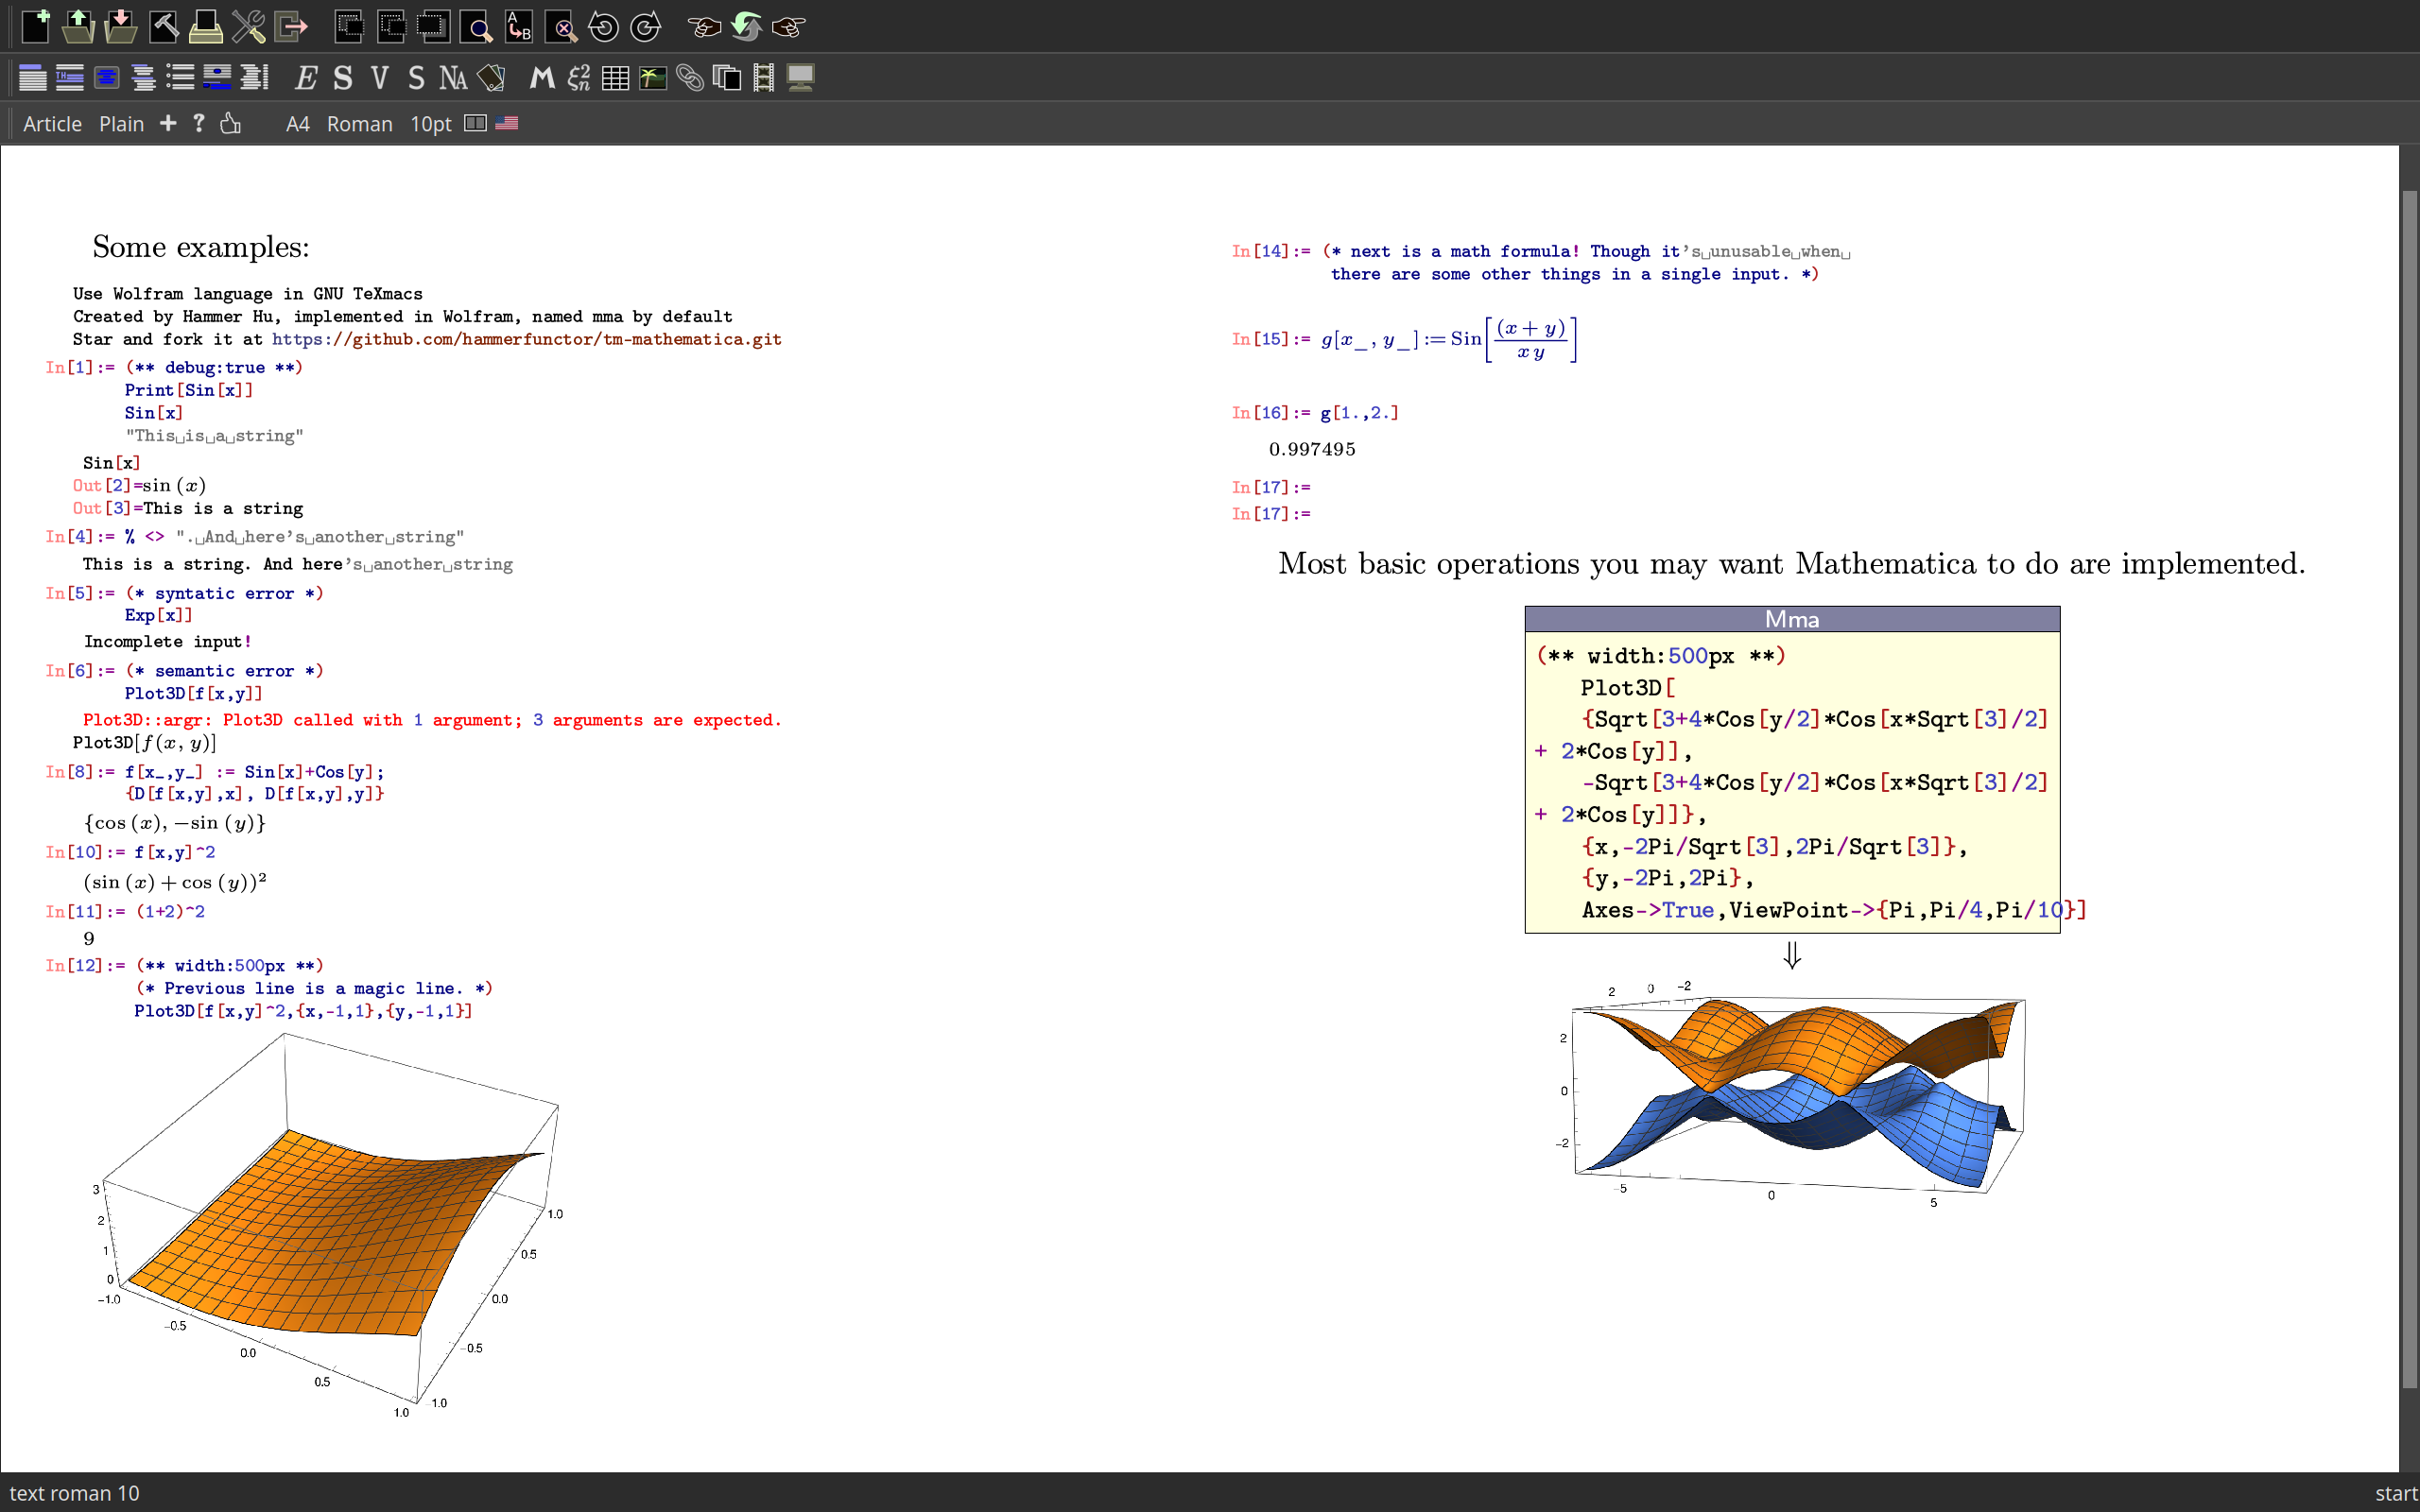 Article Plain + ? A4 Roman 10pt
Some examples:
Use Wolfram language in GNU TeXmacs
Created by Hammer Hu, implemented in Wolfram, named mma by default
Star and fork it at https://github.com/hammerfunctor/tm-mathematica.git
In[1]:= (** debug:true **)
Print[Sin[x]]
Sin[x]
"This␣is␣a␣string"
Sin[x]
Out[2]=sin (x)
Out[3]=This is a string
In[4]:= % <> ".␣And␣here's␣another␣string"
This is a string. And here's␣another␣string
In[5]:= (* syntatic error *)
Exp[x]]
Incomplete input!
In[6]:= (* semantic error *)
Plot3D[f[x,y]]
Plot3D::argr: Plot3D called with 1 argument; 3 arguments are expected.
Plot3D[f(x, y)]
In[8]:= f[x_,y_] := Sin[x]+Cos[y];
{D[f[x,y],x], D[f[x,y],y]}
{cos (x), −sin (y)}
In[10]:= f[x,y]^2
(sin (x) + cos (y))²
In[11]:= (1+2)^2
9
In[12]:= (** width:500px **)
(* Previous line is a magic line. *)
Plot3D[f[x,y]^2,{x,-1,1},{y,-1,1}]
3
2
1
0
-1.0
-0.5
0.0
0.5
1.0
-1.0
-0.5
0.0
0.5
1.0
In[14]:= (* next is a math formula! Though it's␣unusable␣when␣
there are some other things in a single input. *)
In[15]:= g[x_, y_] := Sin[(x + y)/(x y)]
In[16]:= g[1.,2.]
0.997495
In[17]:=
In[17]:=
Most basic operations you may want Mathematica to do are implemented.
Mma
(** width:500px **)
Plot3D[
{Sqrt[3+4*Cos[y/2]*Cos[x*Sqrt[3]/2]
+ 2*Cos[y]],
-Sqrt[3+4*Cos[y/2]*Cos[x*Sqrt[3]/2]
+ 2*Cos[y]]},
{x,-2Pi/Sqrt[3],2Pi/Sqrt[3]},
{y,-2Pi,2Pi},
Axes->True,ViewPoint->{Pi,Pi/4,Pi/10}]
⇓
2 0 -2
2
0
-2
-5 0 5
text roman 10 start